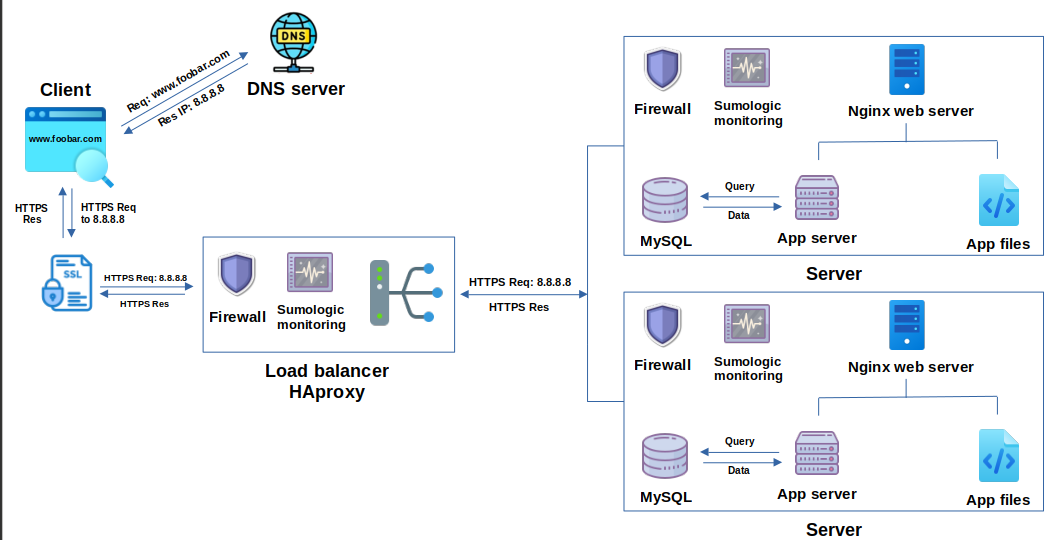 DNS
DNS server
Client
www.foobar.com
Req: www.foobar.com
Res IP: 8.8.8.8
HTTPS
Res
HTTPS Req
to 8.8.8.8
SSL
HTTPS Req: 8.8.8.8
HTTPS Res
Firewall
Sumologic
monitoring
Load balancer
HAproxy
HTTPS Req: 8.8.8.8
HTTPS Res
Firewall
Sumologic
monitoring
Nginx web server
MySQL
Query
Data
App server
App files
Server
Firewall
Sumologic
monitoring
Nginx web server
MySQL
Query
Data
App server
App files
Server